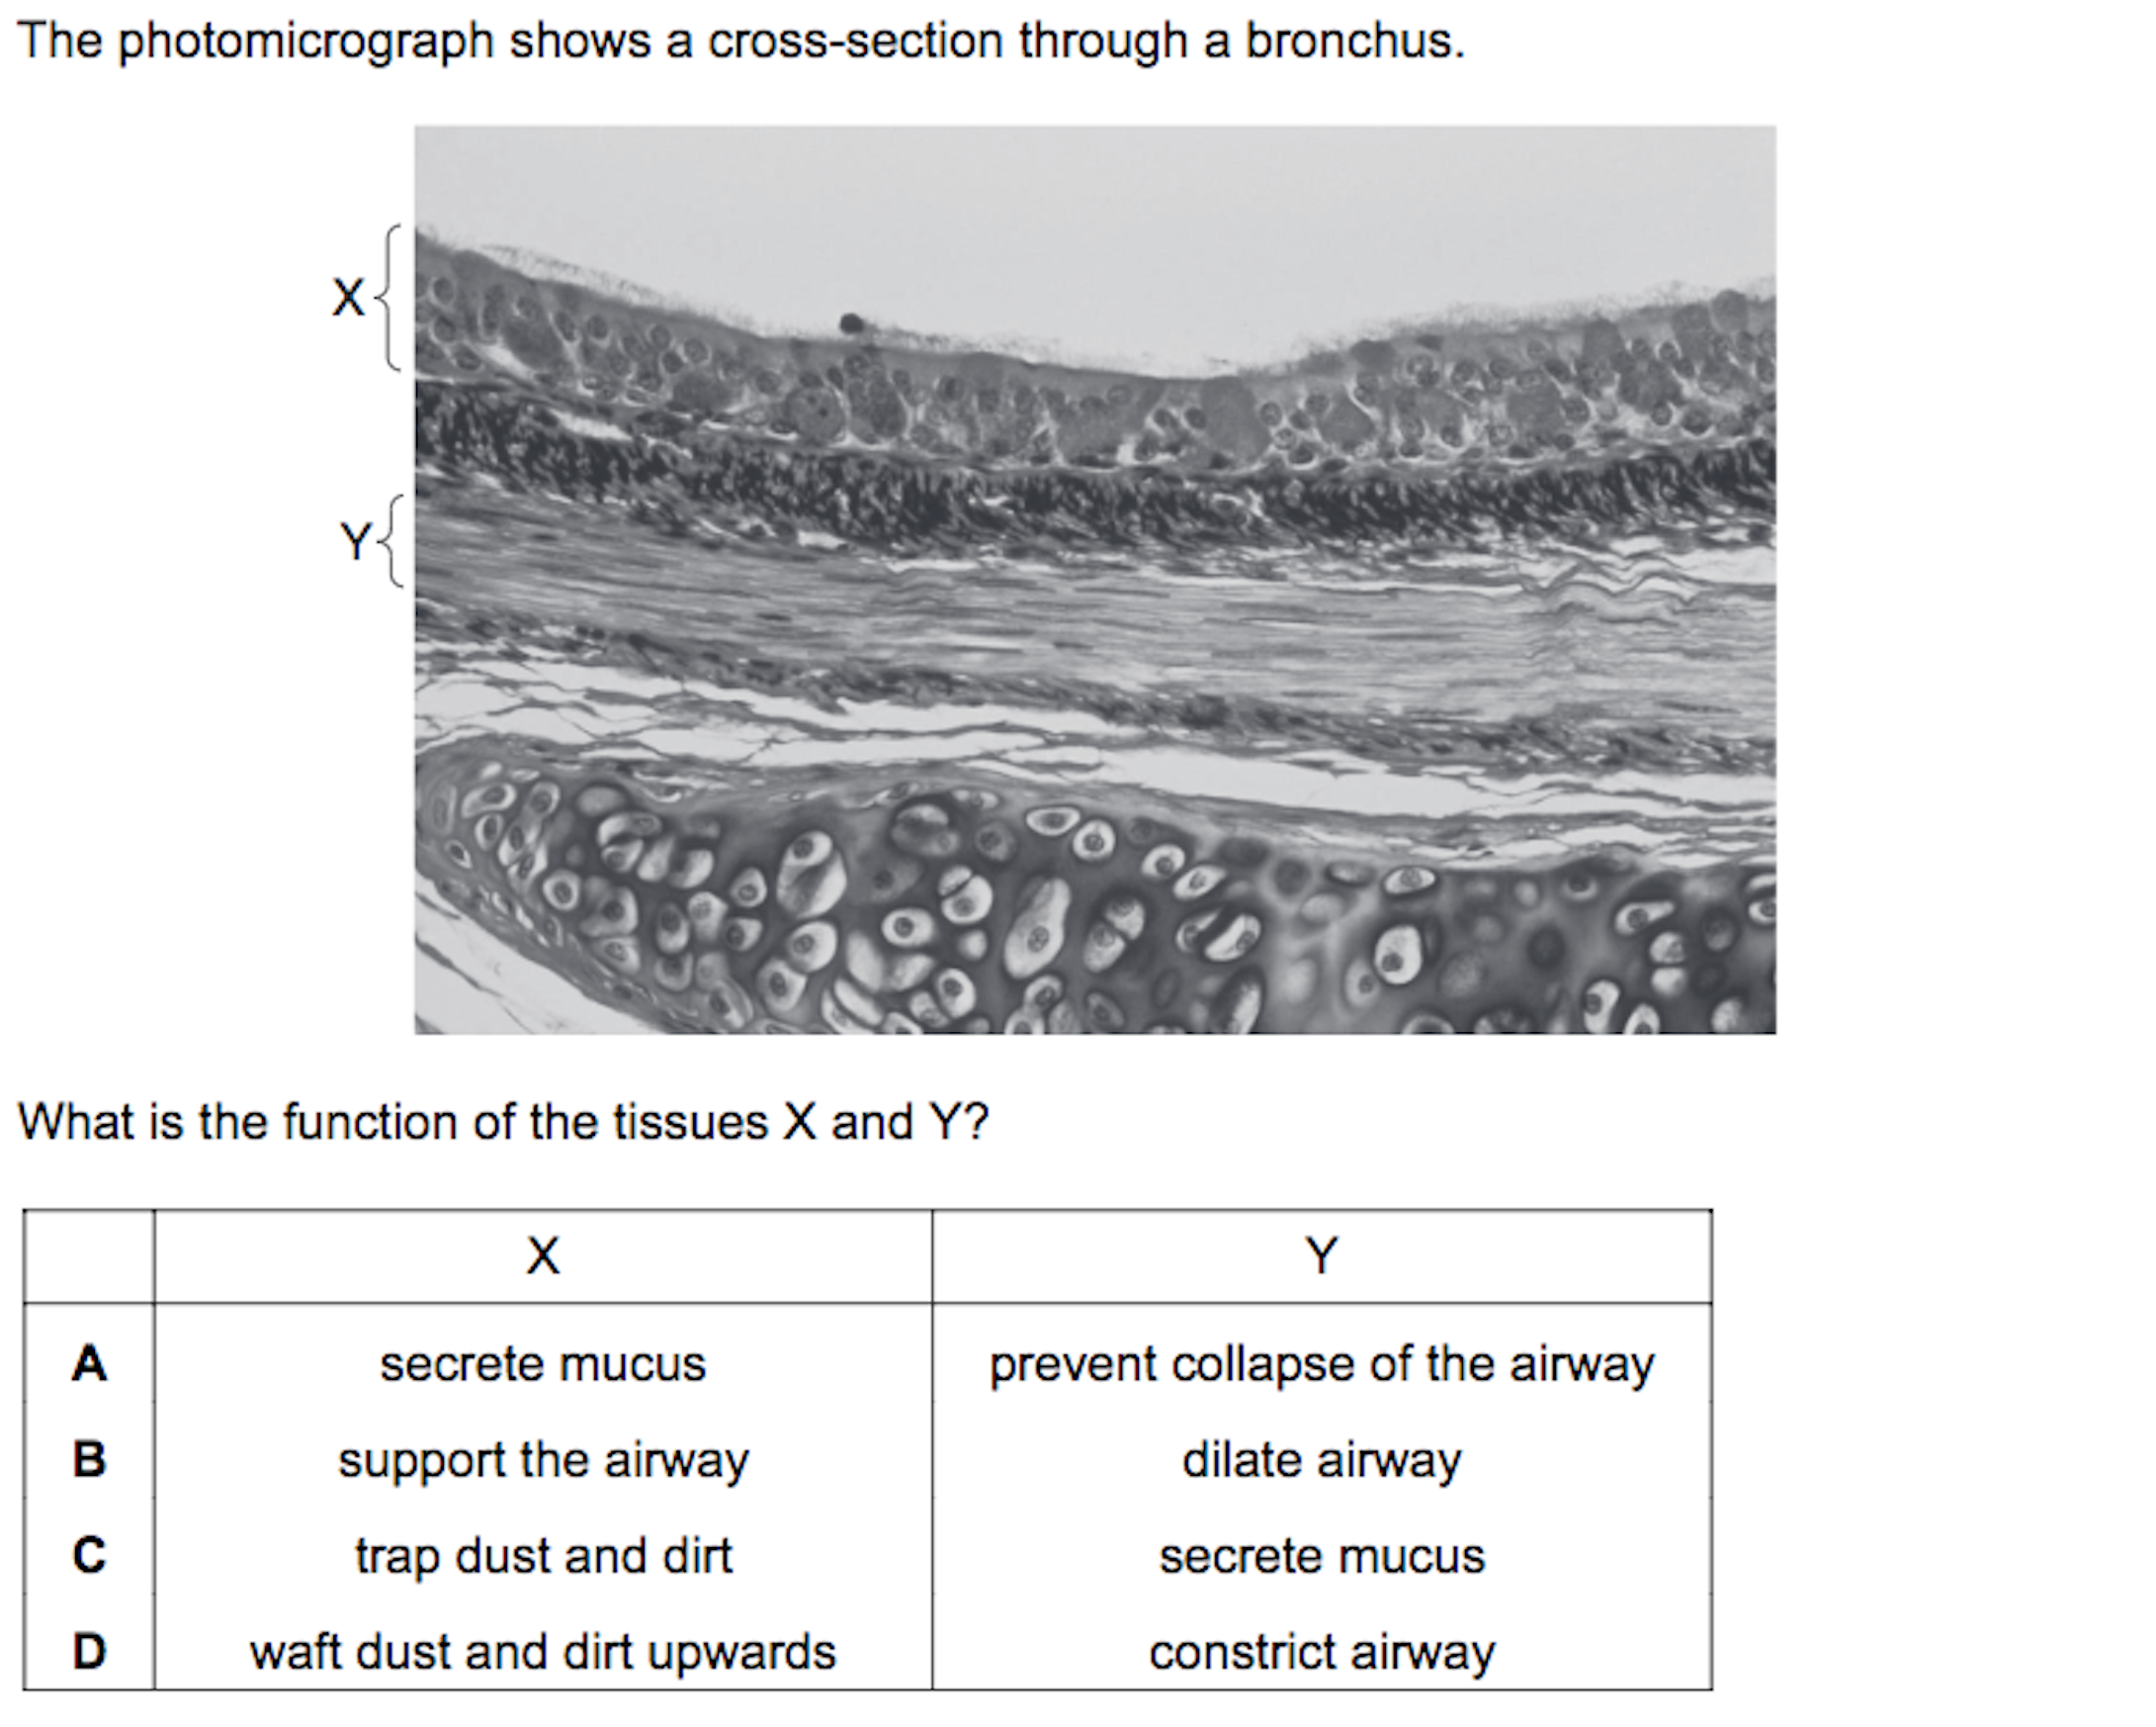 The photomicrograph shows a cross-section through a bronchus.
X
Y
What is the function of the tissues X and Y?
X Y
A secrete mucus prevent collapse of the airway
B support the airway dilate airway
C trap dust and dirt secrete mucus
D waft dust and dirt upwards constrict airway